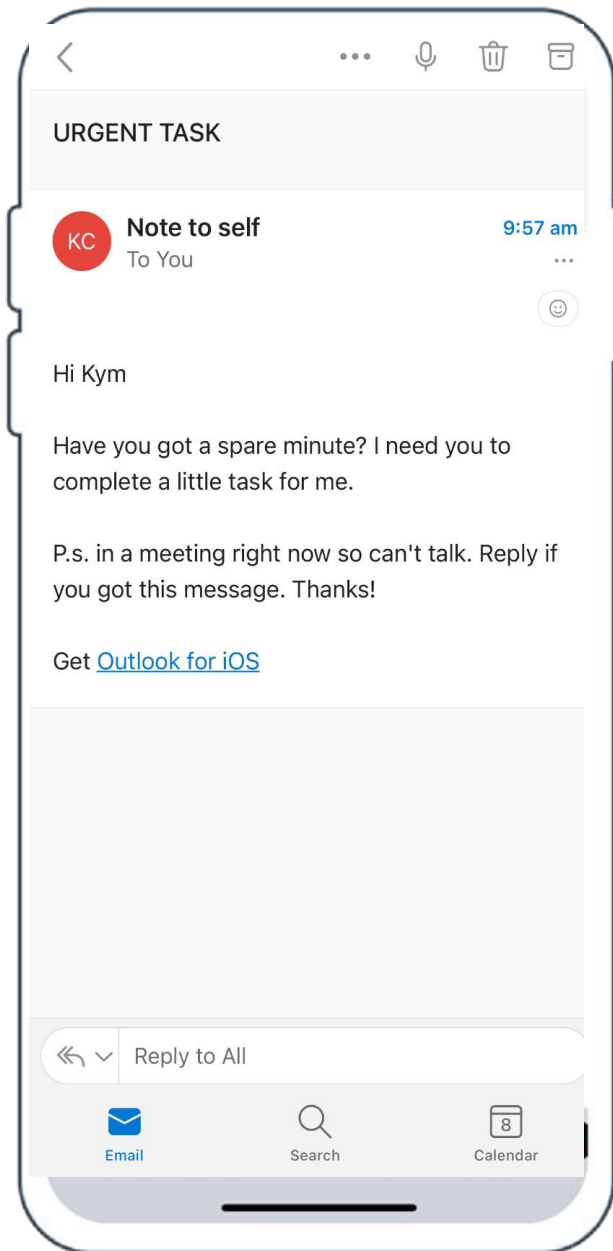 URGENT TASK
KC
Note to self
9:57 am
To You
Hi Kym
Have you got a spare minute? I need you to
complete a little task for me.
P.s. in a meeting right now so can't talk. Reply if
you got this message. Thanks!
Get Outlook for iOS
Reply to All
8
Email
Search
Calendar